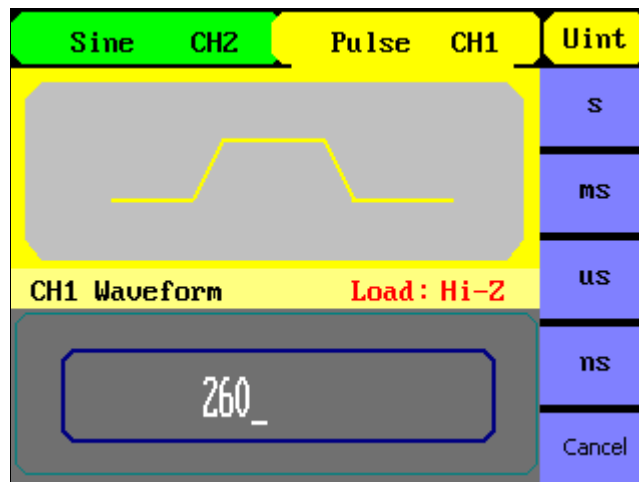 Sine CH2 Pulse CH1 Uint
s
ms
us
CH1 Waveform Load: Hi-Z
ns
260_
Cancel